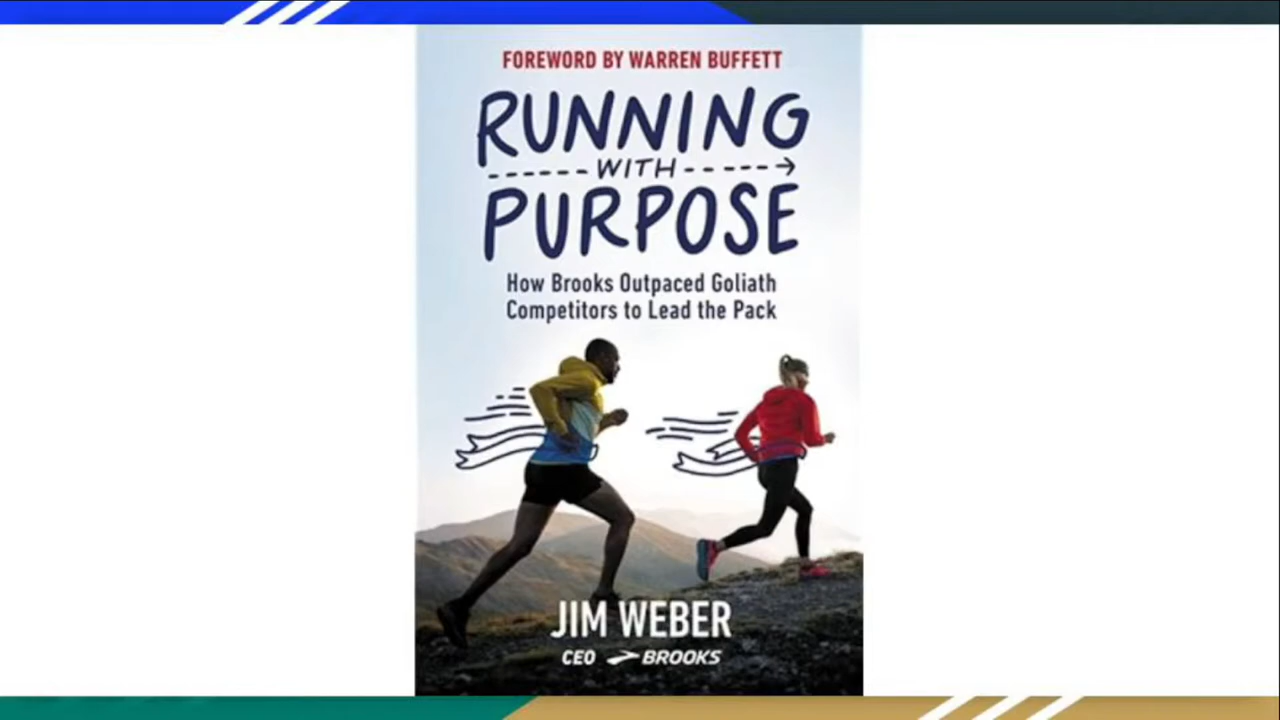 FOREWORD BY WARREN BUFFETT
RUNNING
WITH
PURPOSE
How Brooks Outpaced Goliath
Competitors to Lead the Pack
JIM WEBER
CEO BROOKS